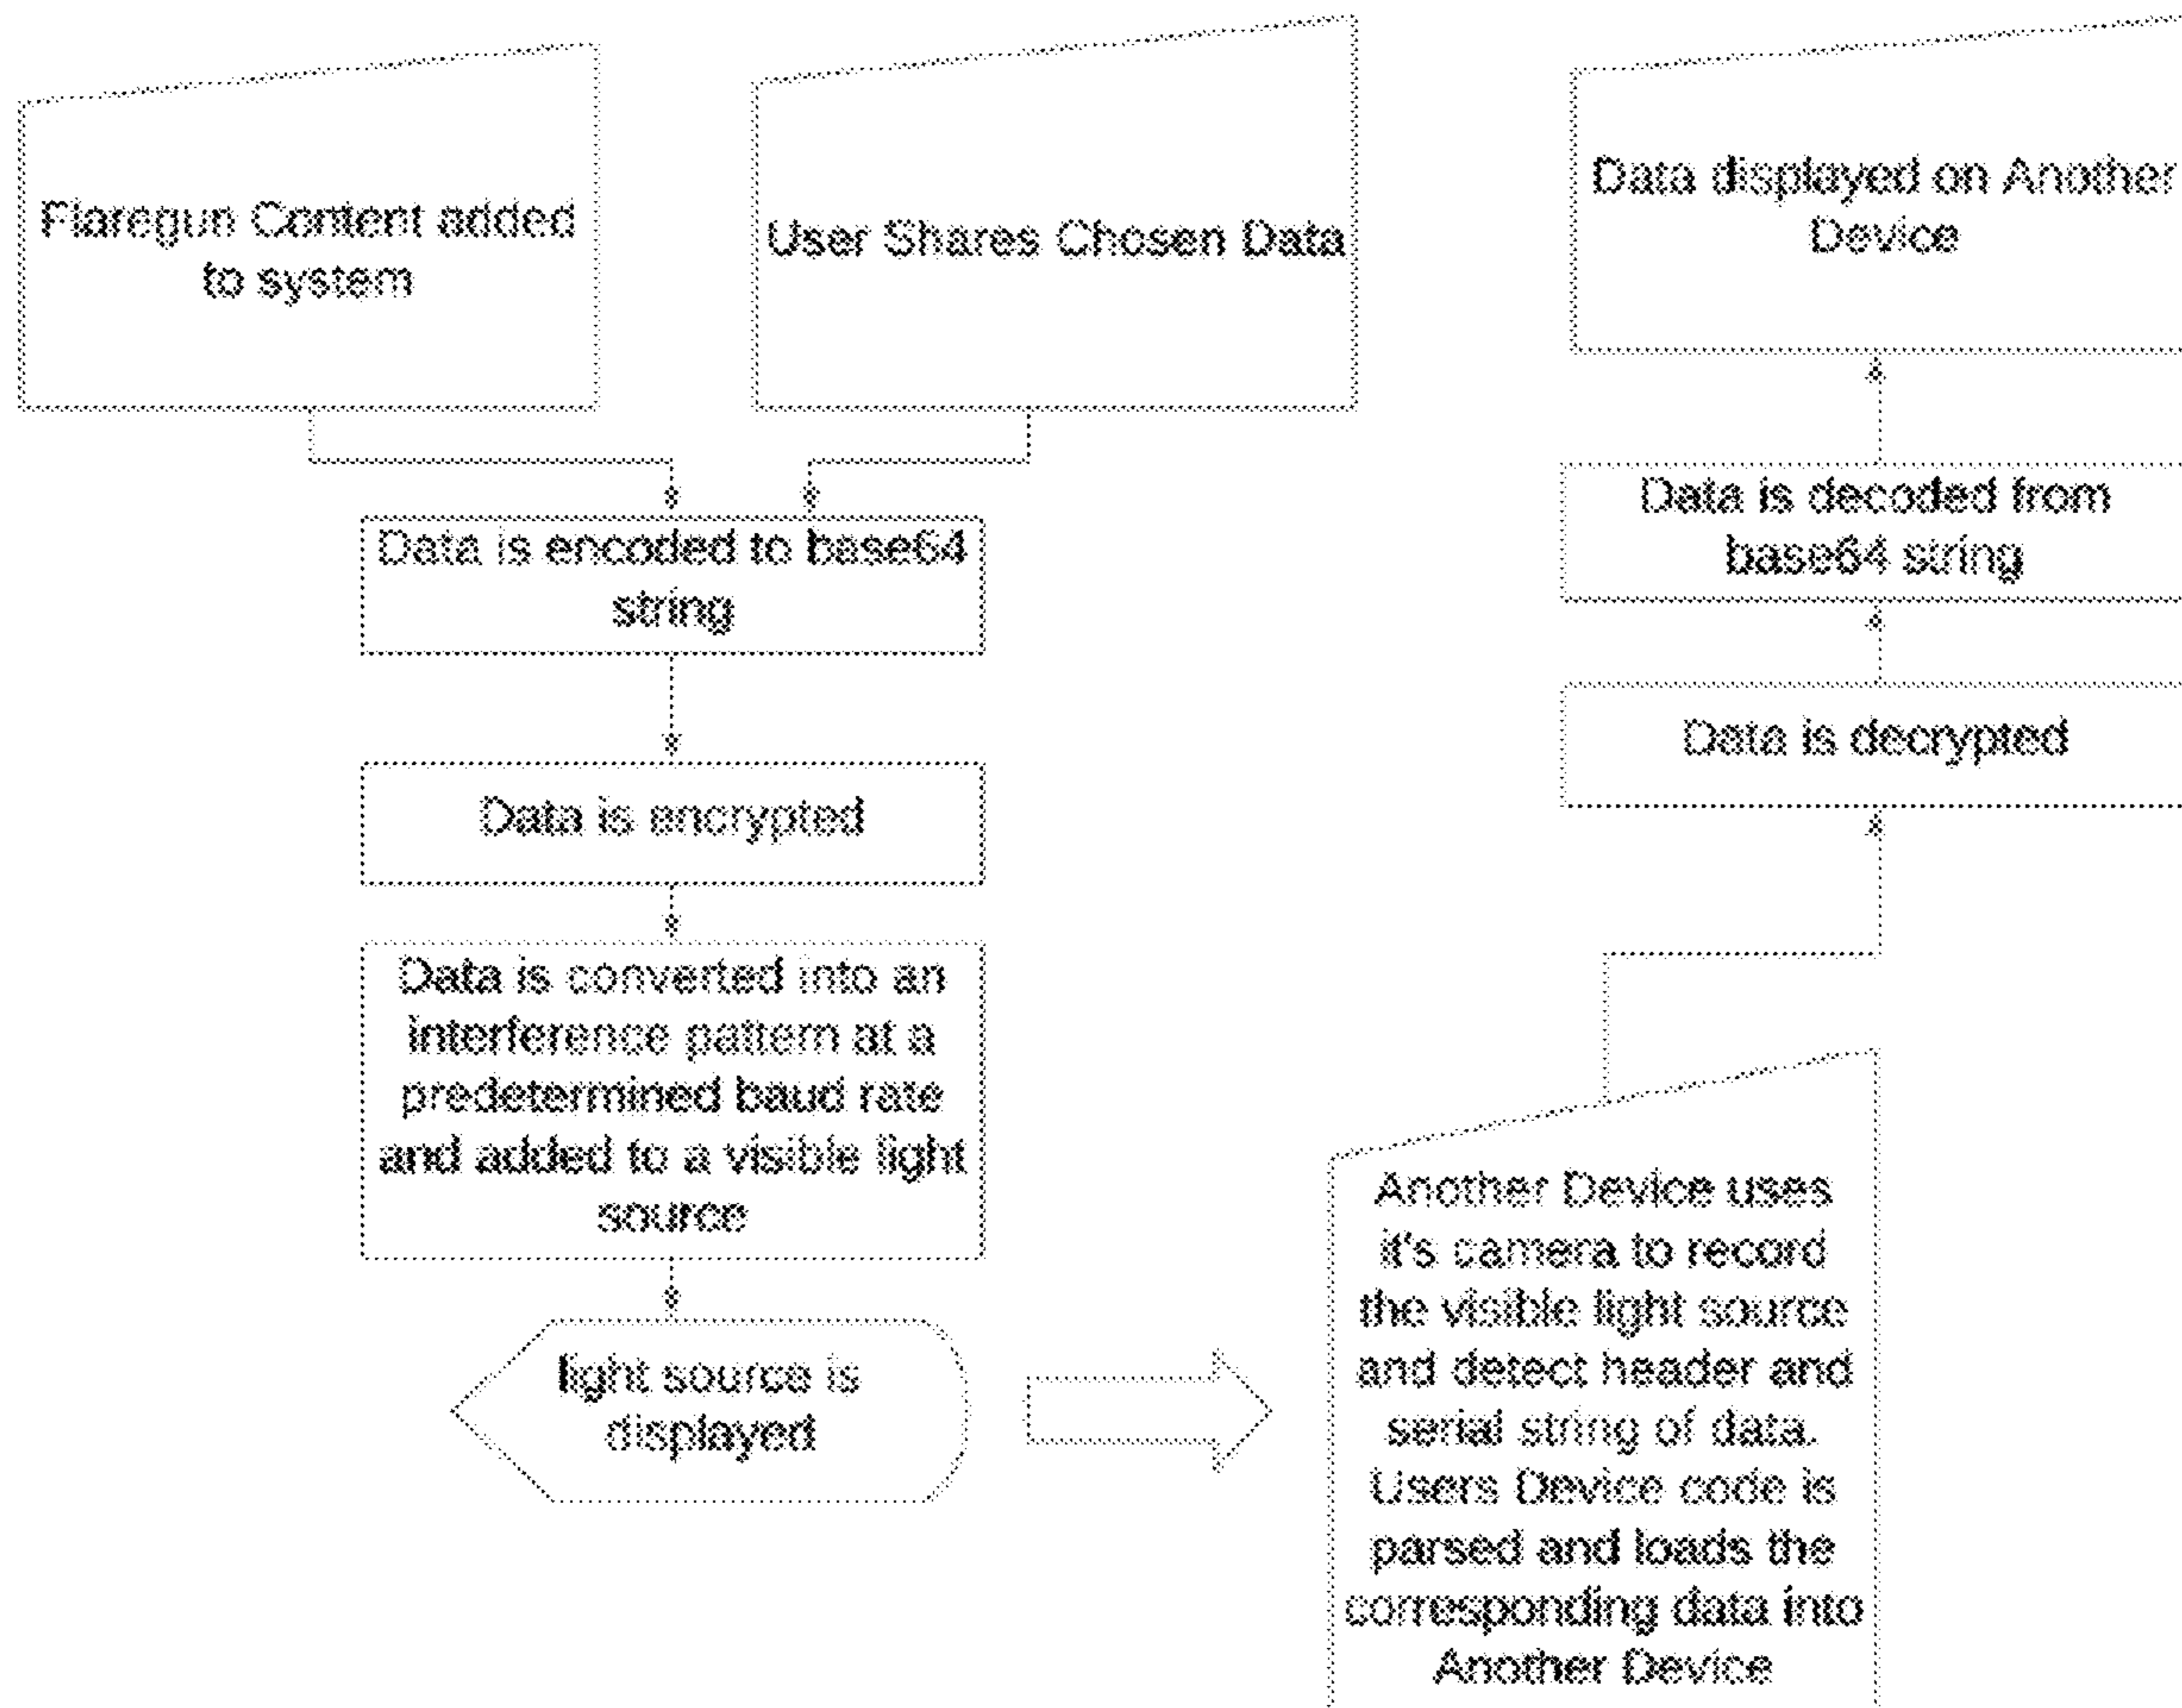 Flaregun Content added
to system
User Shares Chosen Data
Data displayed on Another
Device
Data is encoded to base64
string
Data is decoded from
base64 string
Data is encrypted
Data is decrypted
Data is converted into an
interference pattern at a
predetermined baud rate
and added to a visible light
source
light source is
displayed
Another Device uses
it's camera to record
the visible light source
and detect header and
serial string of data.
Users Device code is
parsed and loads the
corresponding data into
Another Device